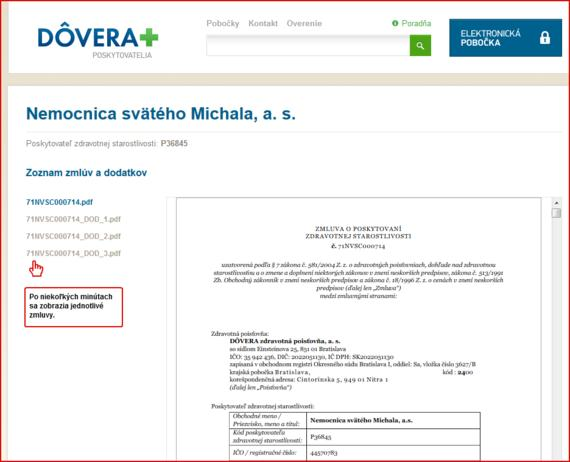 DÔVERA
POSKYTOVATELIA
Pobočky Kontakt Overenie
Poradňa
ELEKTRONICKÁ
POBOČKA
Nemocnica svätého Michala, a. s.
Poskytovateľ zdravotnej starostlivosti: P36845
Zoznam zmlúv a dodatkov
71NVSC000714.pdf
71NVSC000714_DOD_1.pdf
71NVSC000714_DOD_2.pdf
71NVSC000714_DOD_3.pdf
Po niekoľkých minútach
sa zobrazia jednotlivé
zmluvy.
ZMLUVA O POSKYTOVANÍ
ZDRAVOTNEJ STAROSTLIVOSTI
č. 71NVSC000714
uzatvorená podľa § 7 zákona č. 581/2004 Z. z. o zdravotných poisťovniach, dohľade nad zdravotnou
starostlivosťou a o zmene a doplnení niektorých zákonov v znení neskorších predpisov, zákona č. 513/1991
Zb. Obchodný zákonník v znení neskorších predpisov a zákona č. 18/1996 Z. z. o cenách v znení neskorších
predpisov (ďalej len „Zmluva")
medzi zmluvnými stranami:
Zdravotná poisťovňa:
DÔVERA zdravotná poisťovňa, a. s.
so sídlom Einsteinova 25, 851 01 Bratislava
IČO: 35 942 436, DIČ: 2022051130, IČ DPH: SK2022051130
zapísaná v obchodnom registri Okresného súdu Bratislava I, oddiel: Sa, vložka číslo 3627/B
krajská pobočka Bratislava, kód : 2400
korešpondenčná adresa: Cintorínska 5, 949 01 Nitra 1
(ďalej len „Poisťovňa")
Poskytovateľ zdravotnej starostlivosti:
Obchodné meno /
Priezvisko, meno a titul: Nemocnica svätého Michala, a.s.
Kód poskytovateľa
zdravotnej starostlivosti: P36845
IČO / registračné číslo: 44570783